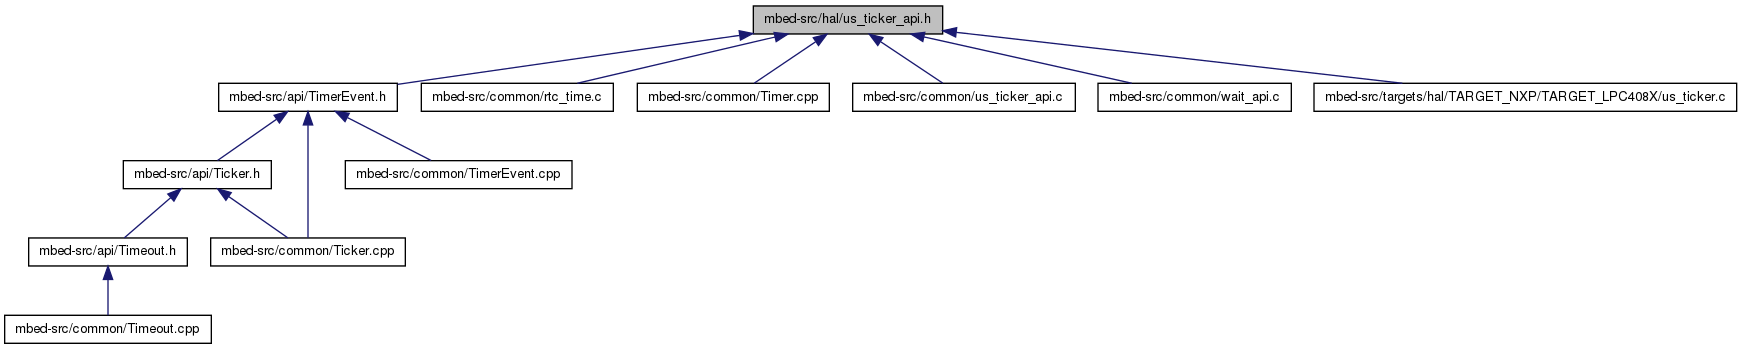 mbed-src/hal/us_ticker_api.h
mbed-src/api/TimerEvent.h
mbed-src/common/rtc_time.c
mbed-src/common/Timer.cpp
mbed-src/common/us_ticker_api.c
mbed-src/common/wait_api.c
mbed-src/targets/hal/TARGET_NXP/TARGET_LPC408X/us_ticker.c
mbed-src/api/Ticker.h
mbed-src/common/TimerEvent.cpp
mbed-src/api/Timeout.h
mbed-src/common/Ticker.cpp
mbed-src/common/Timeout.cpp